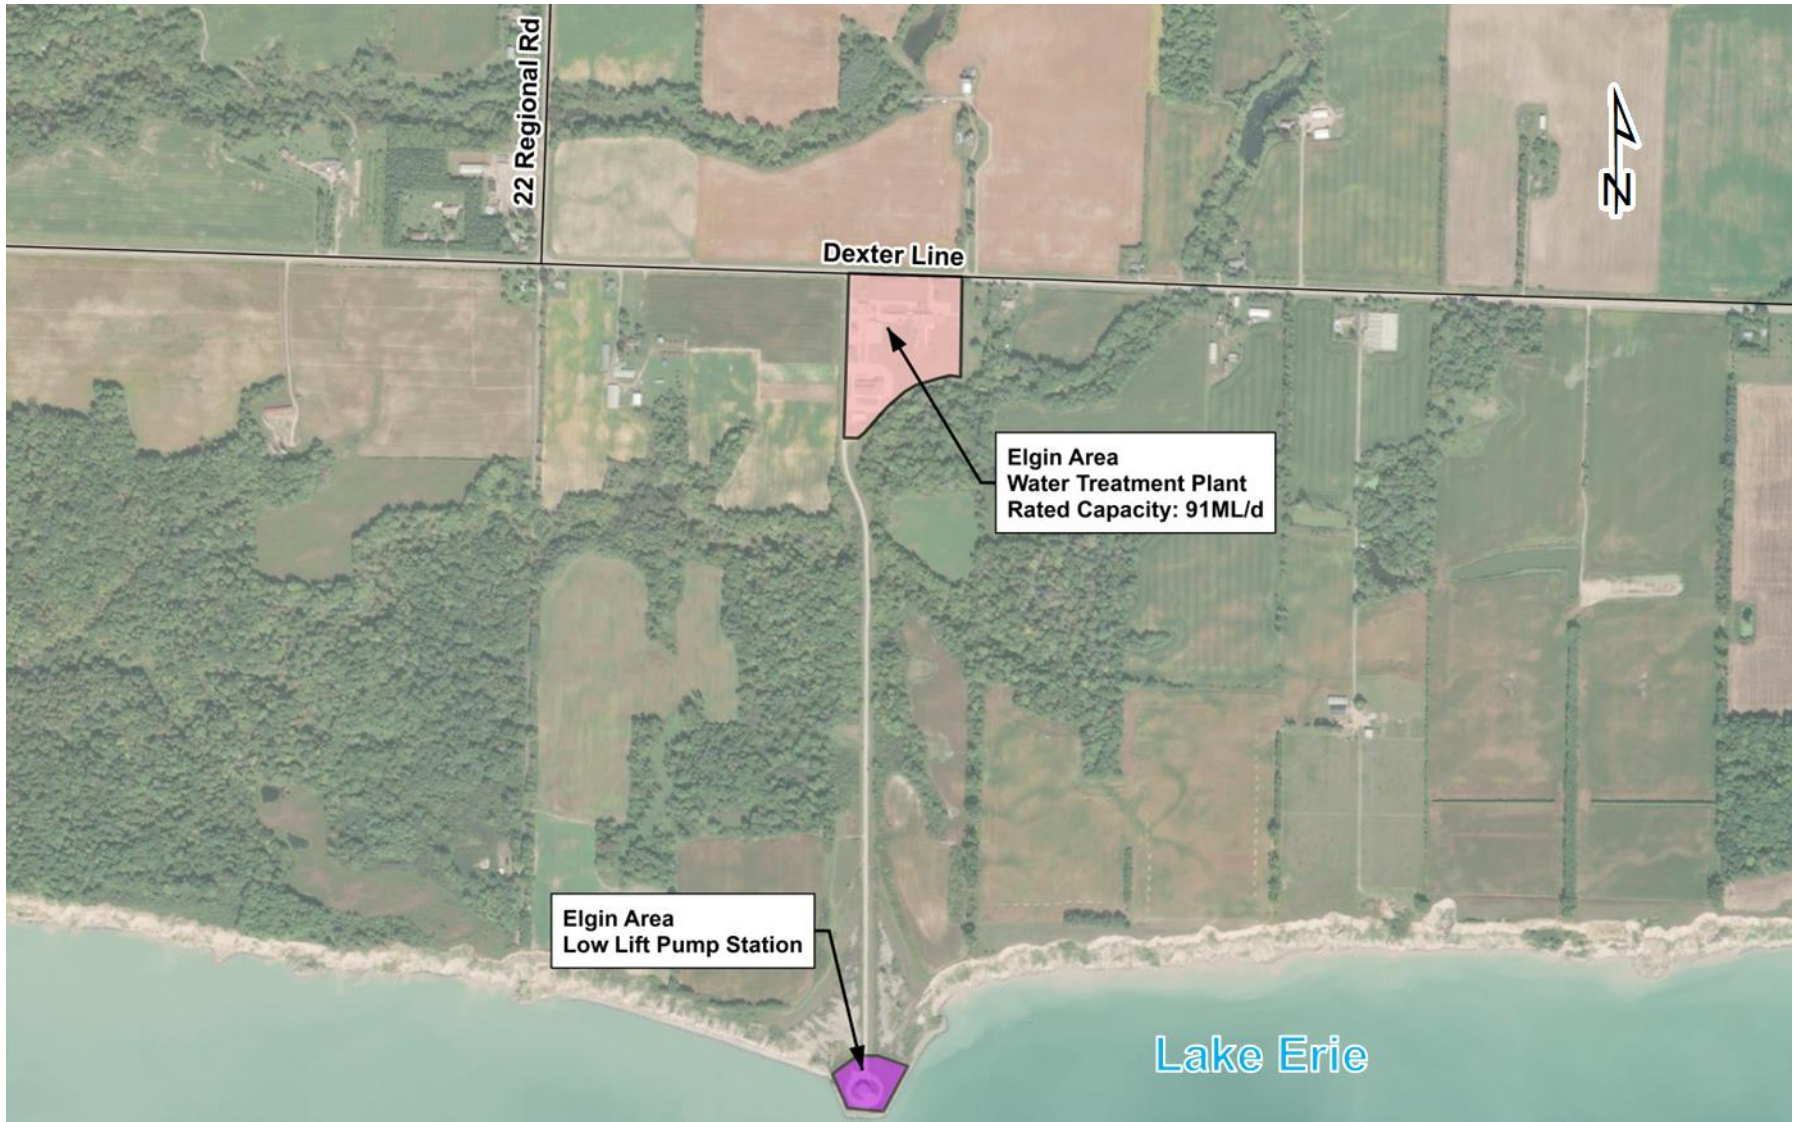 22 Regional Rd
N
Dexter Line
Elgin Area
Water Treatment Plant
Rated Capacity: 91ML/d
Elgin Area
Low Lift Pump Station
Lake Erie